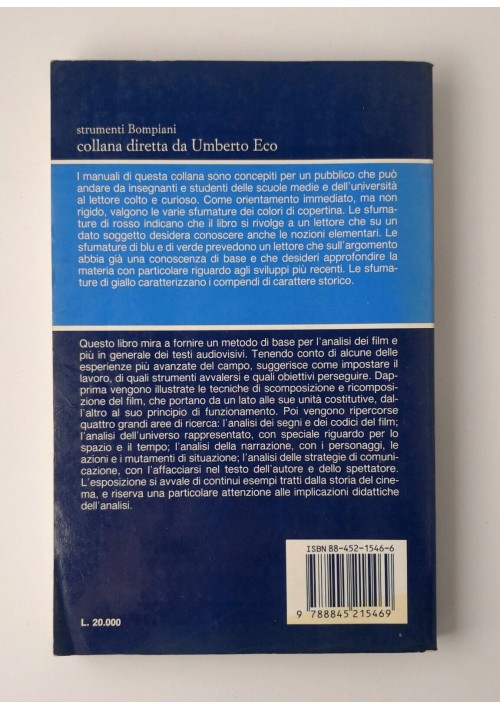 strumenti Bompiani
collana diretta da Umberto Eco
I manuali di questa collana sono concepiti per un pubblico che può
andare da insegnanti e studenti delle scuole medie e dell'università
al lettore colto e curioso. Come orientamento immediato, ma non
rigido, valgono le varie sfumature dei colori di copertina. Le sfuma-
ture di rosso indicano che il libro si rivolge a un lettore che su un
dato soggetto desidera conoscere anche le nozioni elementari. Le
sfumature di blu e di verde prevedono un lettore che sull'argomento
abbia già una conoscenza di base e che desideri approfondire la
materia con particolare riguardo agli sviluppi più recenti. Le sfuma-
ture di giallo caratterizzano i compendi di carattere storico.
Questo libro mira a fornire un metodo di base per l'analisi dei film e
più in generale dei testi audiovisivi. Tenendo conto di alcune delle
esperienze più avanzate del campo, suggerisce come impostare il
lavoro, di quali strumenti avvalersi e quali obiettivi perseguire. Dap-
prima vengono illustrate le tecniche di scomposizione e ricomposi-
zione del film, che portano da un lato alle sue unità costitutive, dal-
l'altro al suo principio di funzionamento. Poi vengono ripercorse
quattro grandi aree di ricerca: l'analisi dei segni e dei codici del film;
l'analisi dell'universo rappresentato, con speciale riguardo per lo
spazio e il tempo; l'analisi della narrazione, con i personaggi, le
azioni e i mutamenti di situazione; l'analisi delle strategie di comuni-
cazione, con l'affacciarsi nel testo dell'autore e dello spettatore.
L'esposizione si avvale di continui esempi tratti dalla storia del cine-
ma, e riserva una particolare attenzione alle implicazioni didattiche
dell'analisi.
ISBN 88-452-1546-6
9 788845 215469
L. 20.000